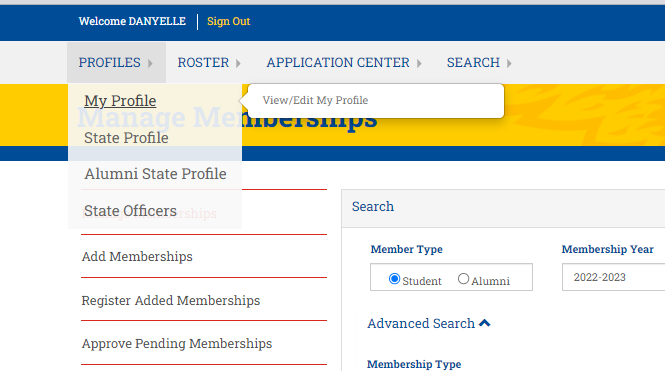 Welcome DANYELLE Sign Out
PROFILES ROSTER APPLICATION CENTER SEARCH
My Profile
View/Edit My Profile
Manage Memberships
State Profile
Alumni State Profile
State Officers
Search
Member Type
Membership Year
Student Alumni
2022-2023
Add Memberships
Register Added Memberships
Advanced Search
Approve Pending Memberships
Membership Type